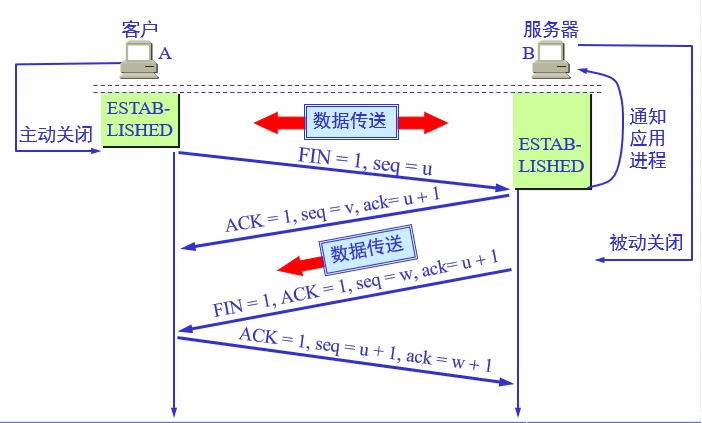 客户
A
服务器
B
ESTAB-
LISHED
主动关闭
数据传送
ESTAB-
LISHED
通知
应用
进程
FIN = 1, seq = u
ACK = 1, seq = v, ack= u + 1
数据传送
被动关闭
FIN = 1, ACK = 1, seq = w, ack= u + 1
ACK = 1, seq = u + 1, ack = w + 1